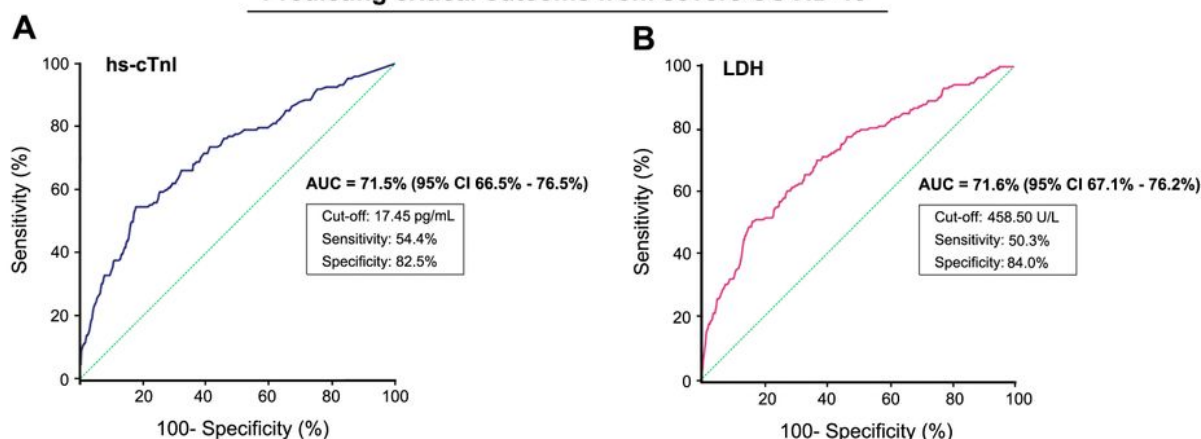 A
hs-cTnI
Sensitivity (%)
100
80
60
40
20
0
AUC = 71.5% (95% CI 66.5% - 76.5%)
Cut-off: 17.45 pg/mL
Sensitivity: 54.4%
Specificity: 82.5%
20 40 60 80 100
100- Specificity (%)
B
LDH
Sensitivity (%)
100
80
60
40
20
0
AUC = 71.6% (95% CI 67.1% - 76.2%)
Cut-off: 458.50 U/L
Sensitivity: 50.3%
Specificity: 84.0%
20 40 60 80 100
100- Specificity (%)